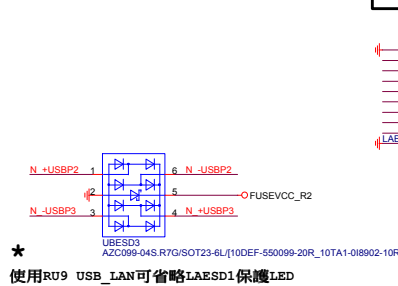 LAE
N_+USBP2 1 6 N_-USBP2
2 5 FUSEVCC_R2
N_-USBP3 3 4 N_+USBP3
UBESD3
AZC099-04S.R7G/SOT23-6L/[10DEF-550099-20R_10TA1-0I8902-10R
*
使用RU9 USB_LAN可省略LAESD1保護LED